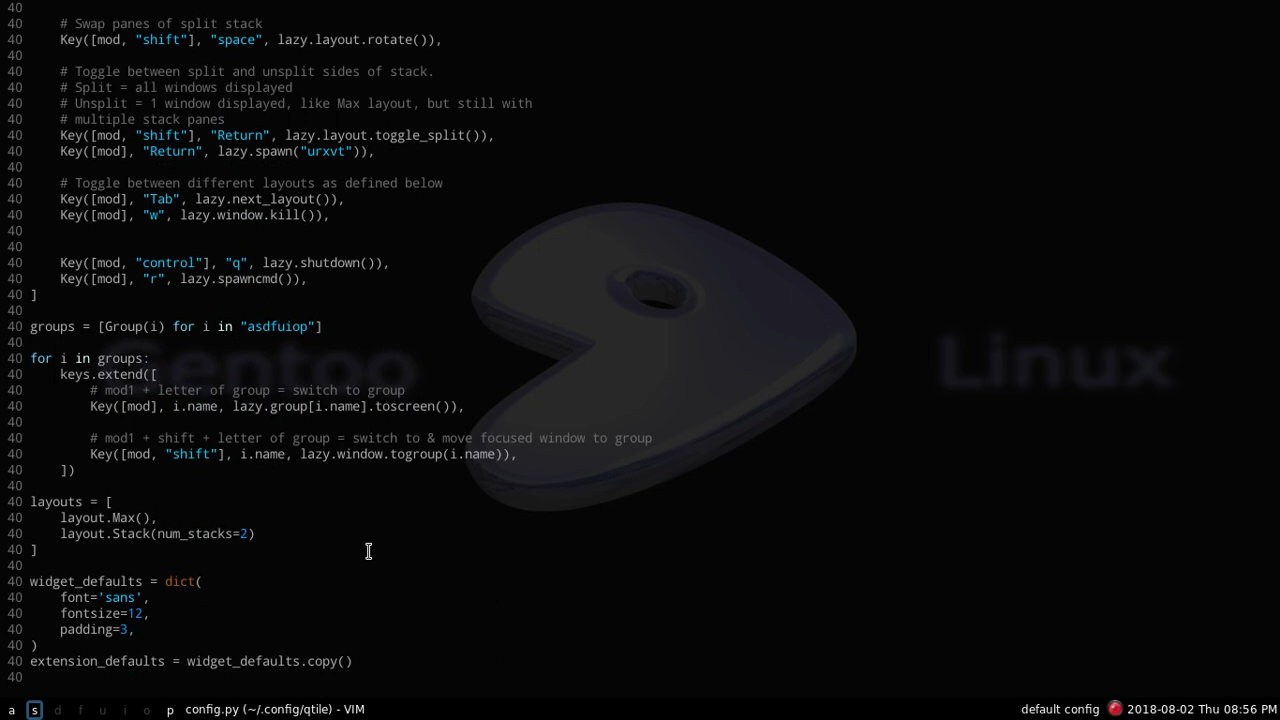 40
40     # Swap panes of split stack
40     Key([mod, "shift"], "space", lazy.layout.rotate()),
40
40     # Toggle between split and unsplit sides of stack.
40     # Split = all windows displayed
40     # Unsplit = 1 window displayed, like Max layout, but still with
40     # multiple stack panes
40     Key([mod, "shift"], "Return", lazy.layout.toggle_split()),
40     Key([mod], "Return", lazy.spawn("urxvt")),
40
40     # Toggle between different layouts as defined below
40     Key([mod], "Tab", lazy.next_layout()),
40     Key([mod], "w", lazy.window.kill()),
40
40
40     Key([mod, "control"], "q", lazy.shutdown()),
40     Key([mod], "r", lazy.spawncmd()),
40 ]
40
40 groups = [Group(i) for i in "asdfuiop"]
40
40 for i in groups:
40     keys.extend([
40         # mod1 + letter of group = switch to group
40         Key([mod], i.name, lazy.group[i.name].toscreen()),
40
40         # mod1 + shift + letter of group = switch to & move focused window to group
40         Key([mod, "shift"], i.name, lazy.window.togroup(i.name)),
40     ])
40
40 layouts = [
40     layout.Max(),
40     layout.Stack(num_stacks=2)
40 ]
40
40 widget_defaults = dict(
40     font='sans',
40     fontsize=12,
40     padding=3,
40 )
40 extension_defaults = widget_defaults.copy()
40
Gentoo Linux
a s d f u i o p config.py (~/.config/qtile) - VIM default config 2018-08-02 Thu 08:56 PM